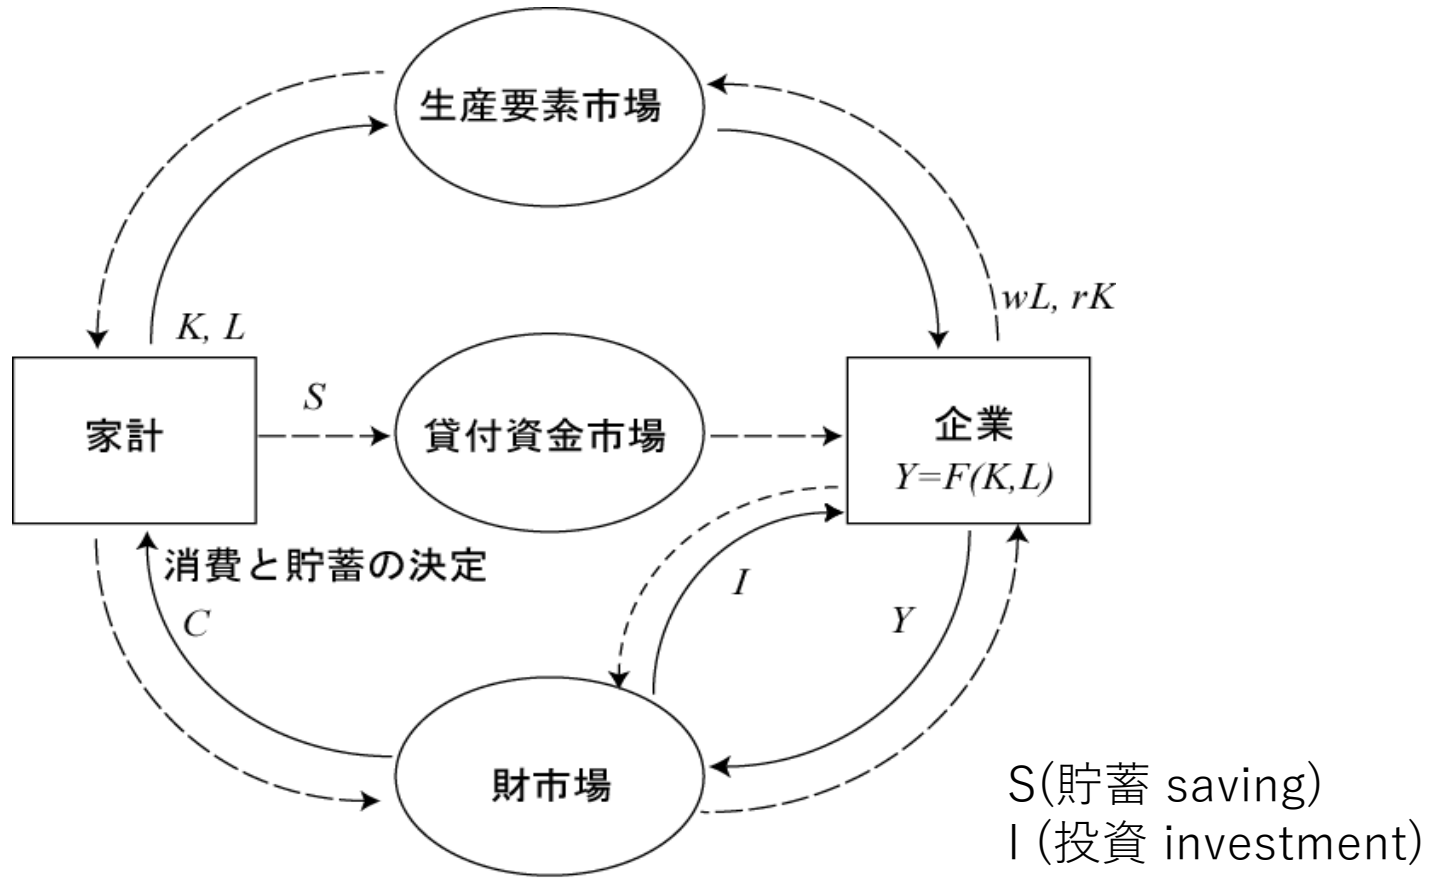 生産要素市場
wL, rK
K, L
S
家計
貸付資金市場
企業
Y=F(K,L)
消費と貯蓄の決定
C
I
Y
財市場
S(貯蓄 saving)
I (投資 investment)